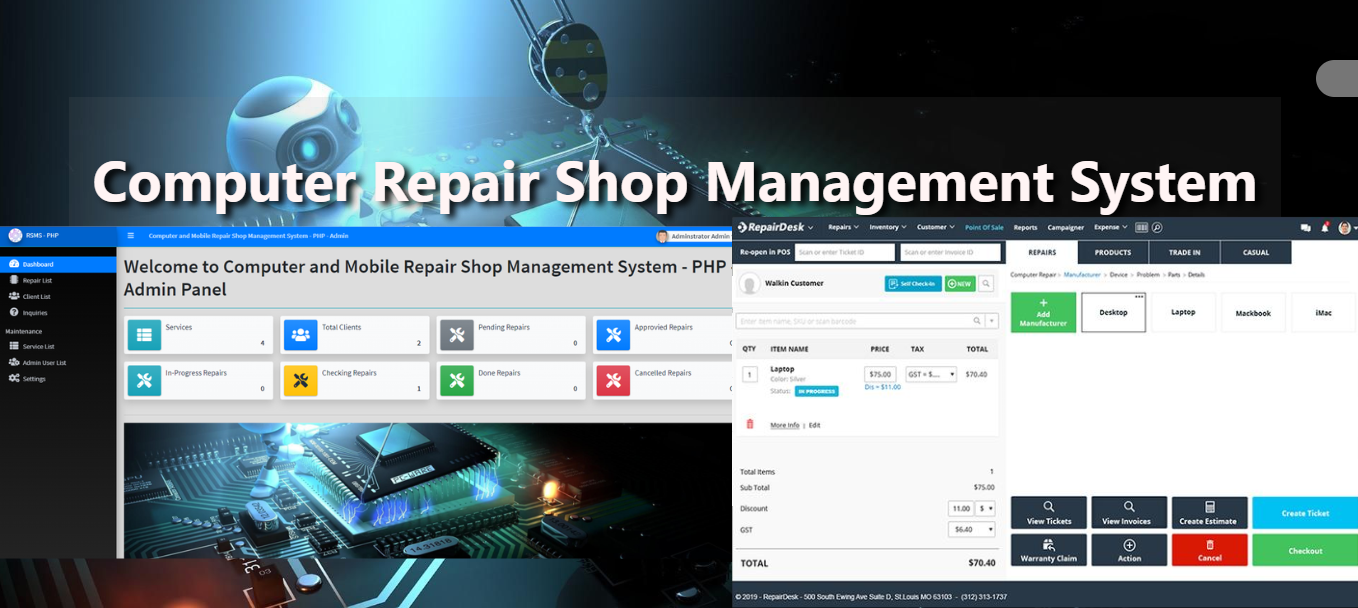 Computer Repair Shop Management System
RSMS - PHP
Computer and Mobile Repair Shop Management System - PHP - Admin
Adminstrator Admin
Dashboard
Repair List
Client List
Inquiries
Maintenance
Service List
Admin User List
Settings
Welcome to Computer and Mobile Repair Shop Management System - PHP -
Admin Panel
Services
4
Total Clients
2
Pending Repairs
0
Approvied Repairs
In-Progress Repairs
0
Checking Repairs
1
Done Repairs
0
Cancelled Repairs
PC-WARE
1431818
RepairDesk
Repairs
Inventory
Customer
Point Of Sale
Reports
Campaigner
Expense
Re-open in POS
Scan or enter Ticket ID
Scan or enter Invoice ID
REPAIRS
PRODUCTS
TRADE IN
CASUAL
Walkin Customer
Self Check-In
NEW
Computer Repair > Manufacturer > Device > Problem > Parts > Details
Enter item name, SKU or scan barcode
+
Add
Manufacturer
Desktop
Laptop
Mackbook
iMac
QTY ITEM NAME PRICE TAX TOTAL
1 Laptop $75.00 GST = $.... $70.40
Color: Silver
Dis = $11.00
Status: IN PROGRESS
More Info | Edit
Total Items 1
Sub Total $75.00
Discount 11.00 $
GST $6.40
TOTAL $70.40
View Tickets
View Invoices
Create Estimate
Create Ticket
Warranty Claim
Action
Cancel
Checkout
© 2019 - RepairDesk - 500 South Ewing Ave Suite D, St.Louis MO 63103 - (312) 313-1737